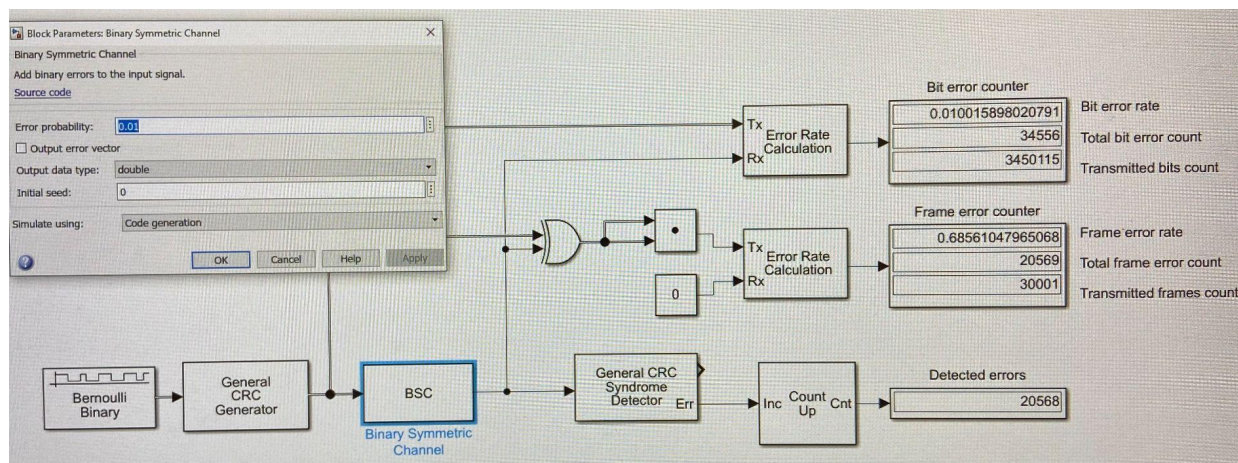 Block Parameters: Binary Symmetric Channel
Binary Symmetric Channel
Add binary errors to the input signal.
Source code
Error probability: 0.01
Output error vector
Output data type: double
Initial seed: 0
Simulate using: Code generation
OK Cancel Help Apply
Tx
Rx
Error Rate
Calculation
Bit error counter
0.010015898020791
34556
3450115
Bit error rate
Total bit error count
Transmitted bits count
0
Tx
Rx
Error Rate
Calculation
Frame error counter
0.68561047965068
20569
30001
Frame error rate
Total frame error count
Transmitted frames count
Bernoulli
Binary
General
CRC
Generator
BSC
Binary Symmetric
Channel
General CRC
Syndrome
Detector Err
Inc Count Cnt
Up
Detected errors
20568